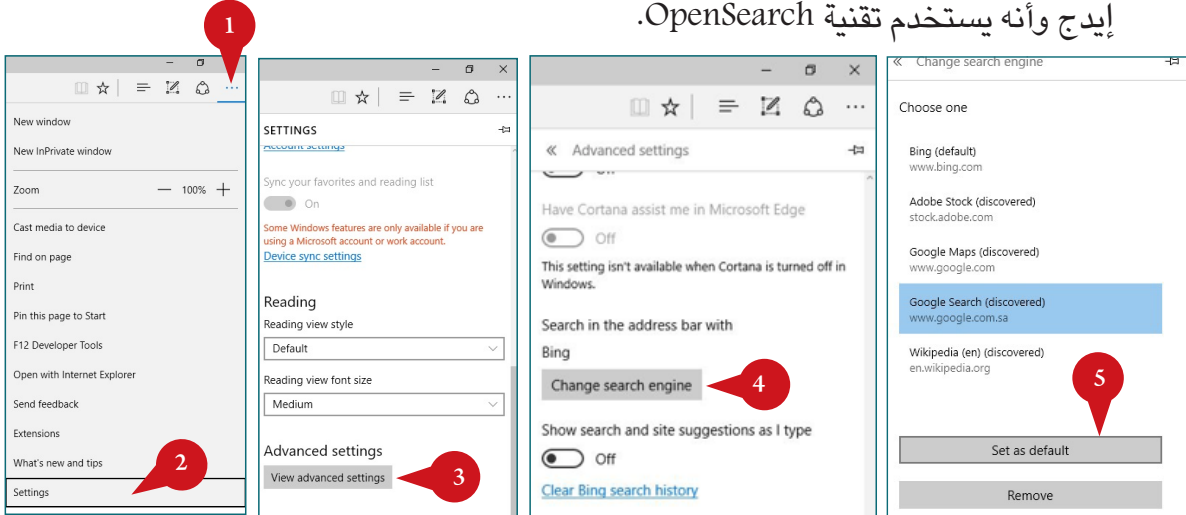 إيدج وأنه يستخدم تقنية OpenSearch.
1
New window
New InPrivate window
Zoom
100%
Cast media to device
Find on page
Print
Pin this page to Start
F12 Developer Tools
Open with Internet Explorer
Send feedback
Extensions
What's new and tips
2
Settings
SETTINGS
Account settings
Sync your favorites and reading list
On
Some Windows features are only available if you are
using a Microsoft account or work account.
Device sync settings
Reading
Reading view style
Default
Reading view font size
Medium
Advanced settings
View advanced settings
3
Advanced settings
Off
Have Cortana assist me in Microsoft Edge
Off
This setting isn't available when Cortana is turned off in
Windows.
Search in the address bar with
Bing
Change search engine
4
Show search and site suggestions as I type
Off
Clear Bing search history
Change search engine
Choose one
Bing (default)
www.bing.com
Adobe Stock (discovered)
stock.adobe.com
Google Maps (discovered)
www.google.com
Google Search (discovered)
www.google.com.sa
Wikipedia (en) (discovered)
en.wikipedia.org
5
Set as default
Remove